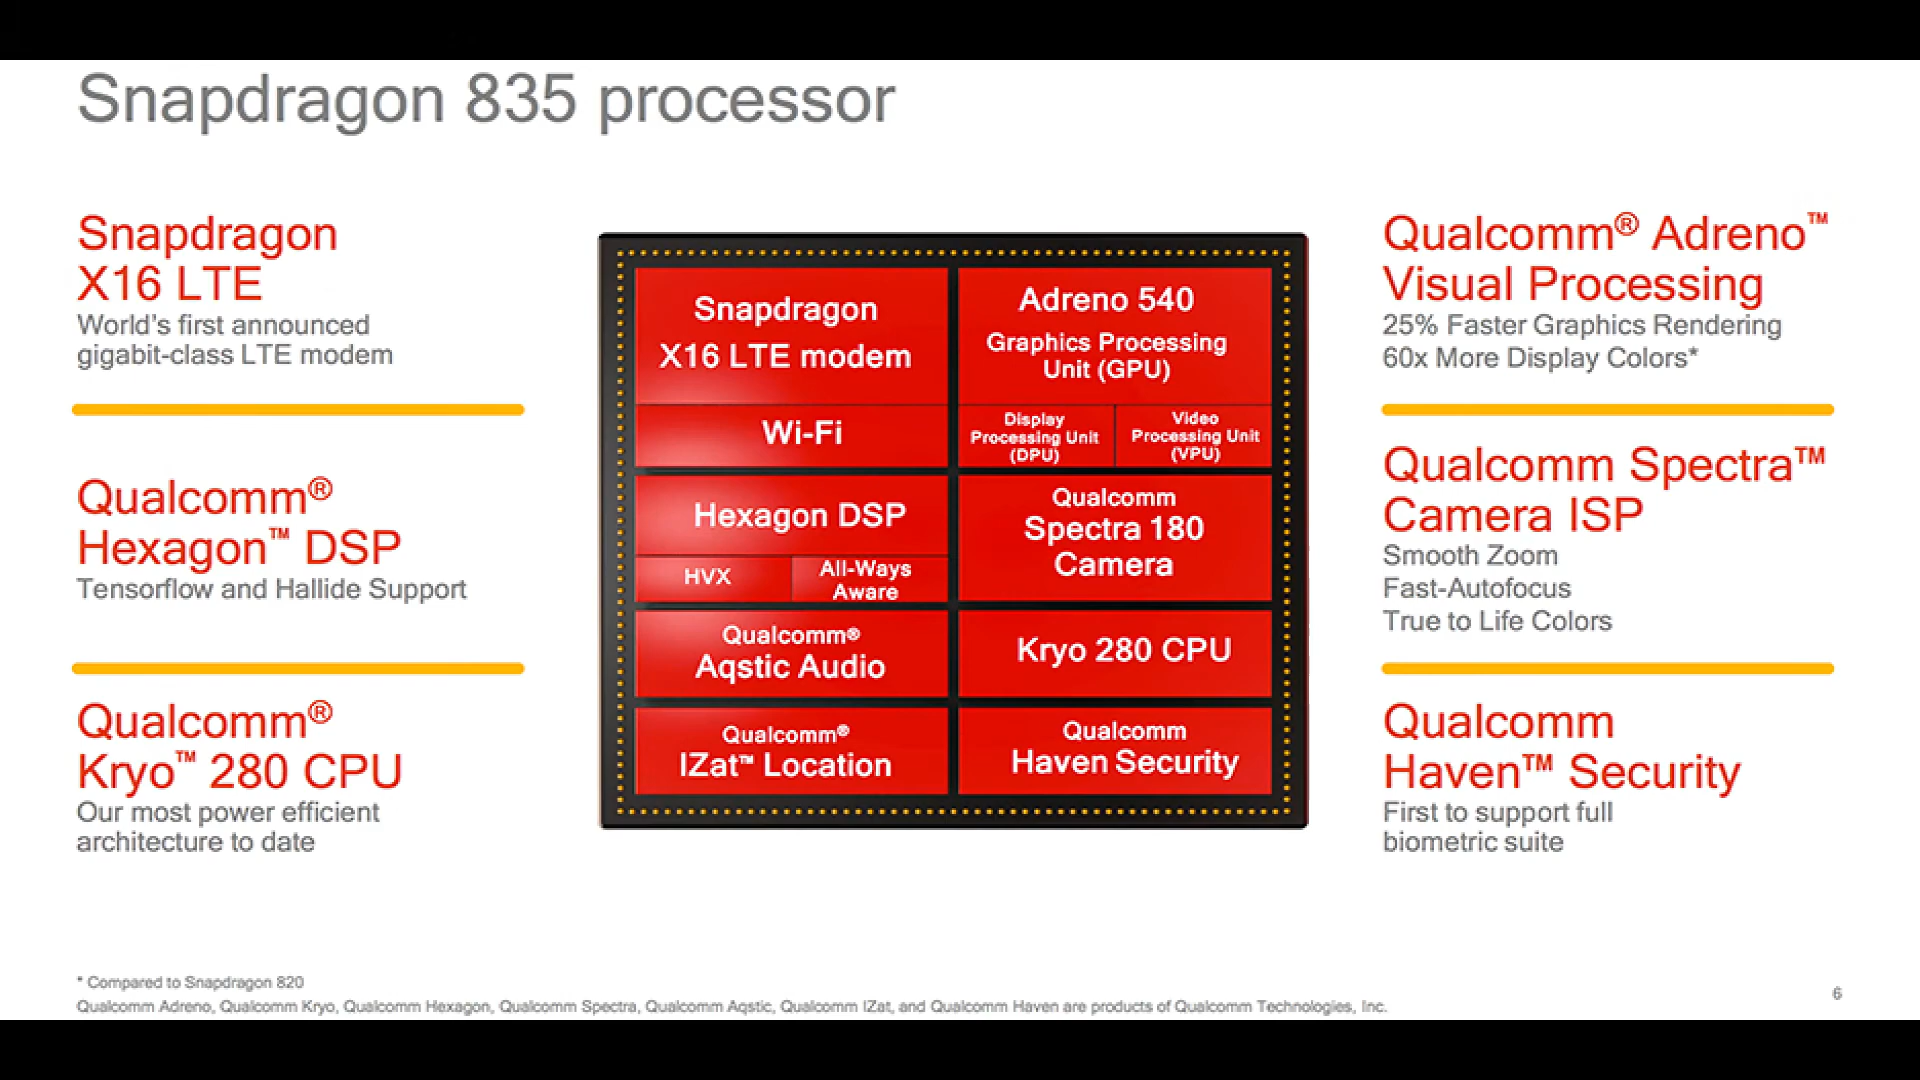 Snapdragon 835 processor
Snapdragon
X16 LTE
World's first announced
gigabit-class LTE modem
Qualcomm®
Hexagon™ DSP
Tensorflow and Hallide Support
Qualcomm®
Kryo™ 280 CPU
Our most power efficient
architecture to date
Snapdragon
X16 LTE modem
Wi-Fi
Hexagon DSP
HVX
All-Ways
Aware
Qualcomm®
Aqstic Audio
Qualcomm®
IZat™ Location
Adreno 540
Graphics Processing
Unit (GPU)
Display
Processing Unit
(DPU)
Video
Processing Unit
(VPU)
Qualcomm
Spectra 180
Camera
Kryo 280 CPU
Qualcomm
Haven Security
Qualcomm® Adreno™
Visual Processing
25% Faster Graphics Rendering
60x More Display Colors*
Qualcomm Spectra™
Camera ISP
Smooth Zoom
Fast-Autofocus
True to Life Colors
Qualcomm
Haven™ Security
First to support full
biometric suite
* Compared to Snapdragon 820
Qualcomm Adreno, Qualcomm Kryo, Qualcomm Hexagon, Qualcomm Spectra, Qualcomm Aqstic, Qualcomm IZat, and Qualcomm Haven are products of Qualcomm Technologies, Inc.
6